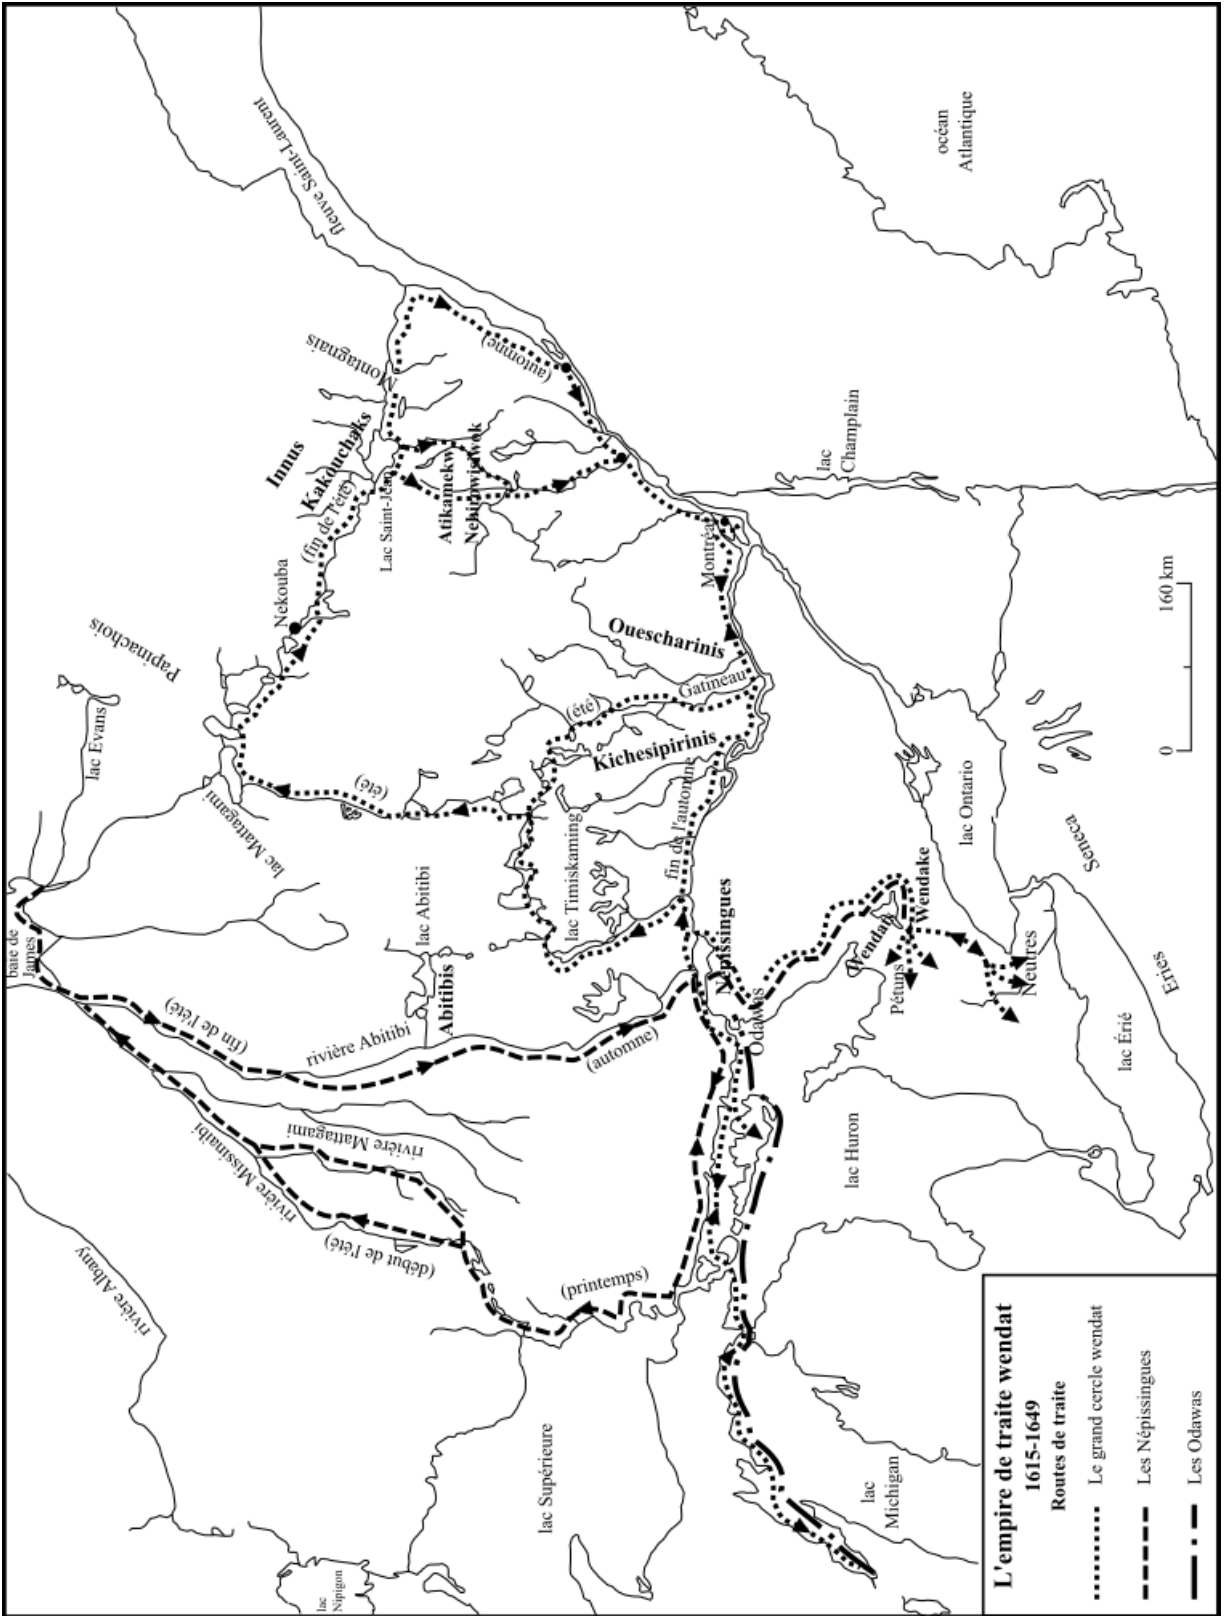 fleuve Saint-Laurent
océan
Atlantique
Montagnais
(automne)
Innus
Kakouchaks
(fin de l'été)
Lac Saint-Jean
Atikamekw
Nehirowisiwok
lac
Champlain
Nekouba
Papinachois
Montréal
Ouescharinis
Gatineau
(été)
Kichesipirinis
lac Evans
lac Mattagami
(été)
lac Timiskaming
fin de l'automne
160 km
0
lac Ontario
Seneca
baie de
James
lac Abitibi
Abitibis
Népissingues
Wendake
Wendats
Pétuns
Neutres
Eries
lac Érié
Odawas
(fin de l'été)
rivière Abitibi
(automne)
rivière Mattagami
rivière Missinaibi
(début de l'été)
(printemps)
lac Huron
rivière Albany
lac Supérieure
lac
Michigan
lac
Nipigon
L'empire de traite wendat
1615-1649
Routes de traite
Le grand cercle wendat
Les Népissingues
Les Odawas